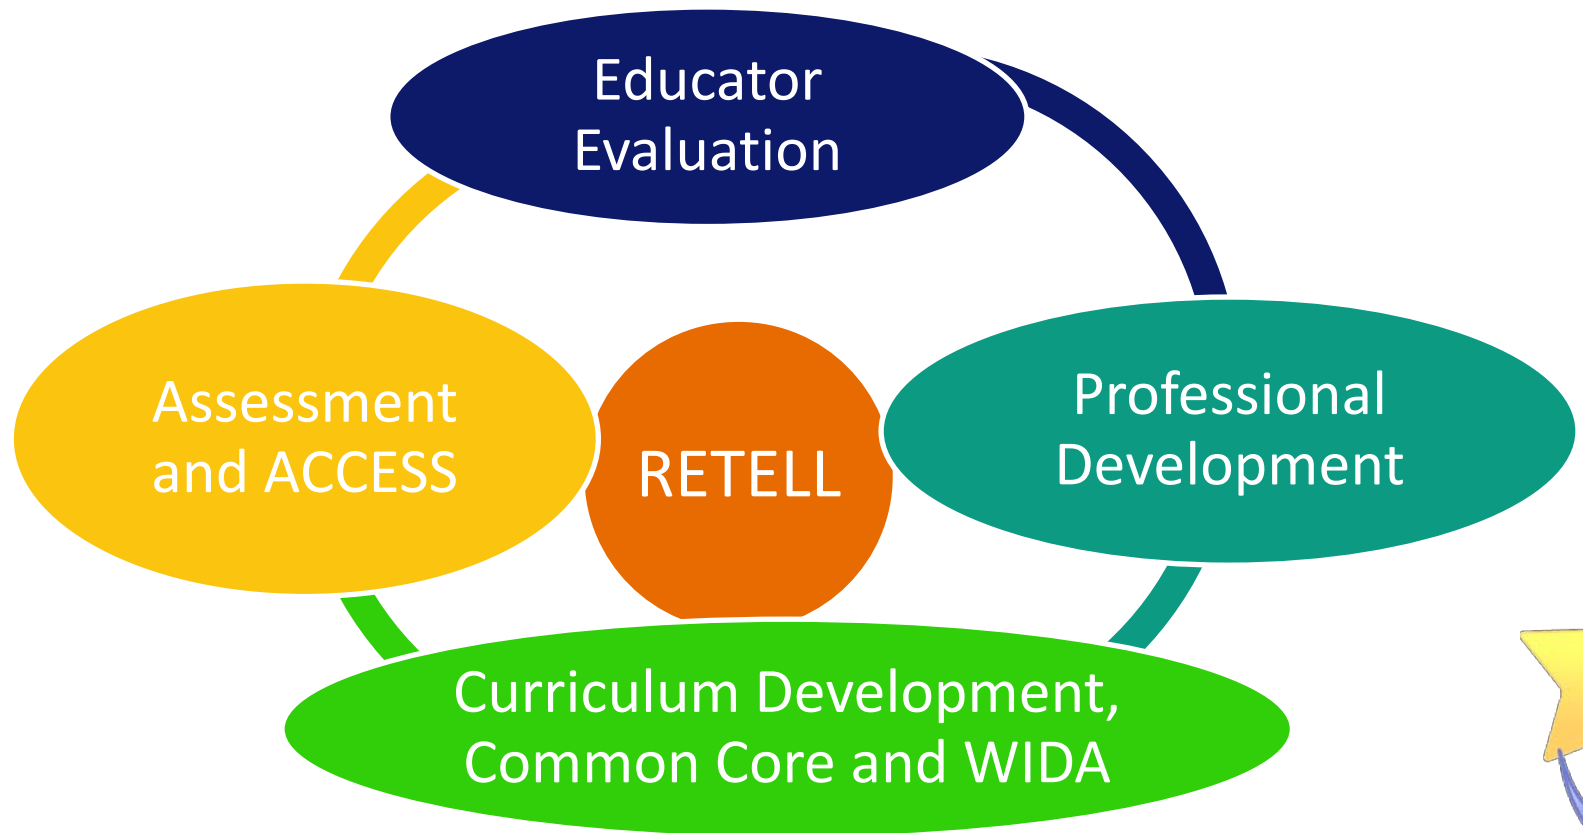 Educator
Evaluation
Assessment
and ACCESS
RETELL
Professional
Development
Curriculum Development,
Common Core and WIDA